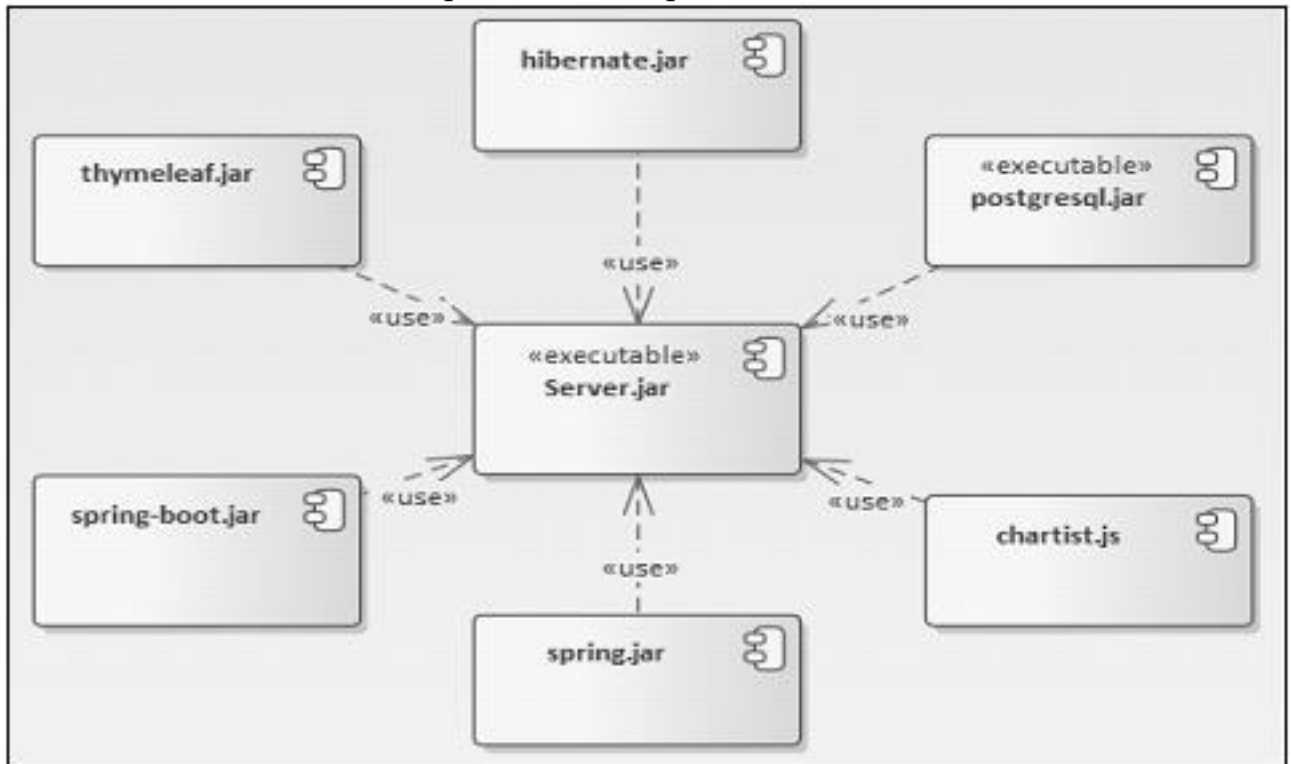 hibernate.jar
thymeleaf.jar
«executable»
postgresql.jar
«use»
«use»
«use»
«executable»
Server.jar
«use»
«use»
spring-boot.jar
chartist.js
«use»
spring.jar